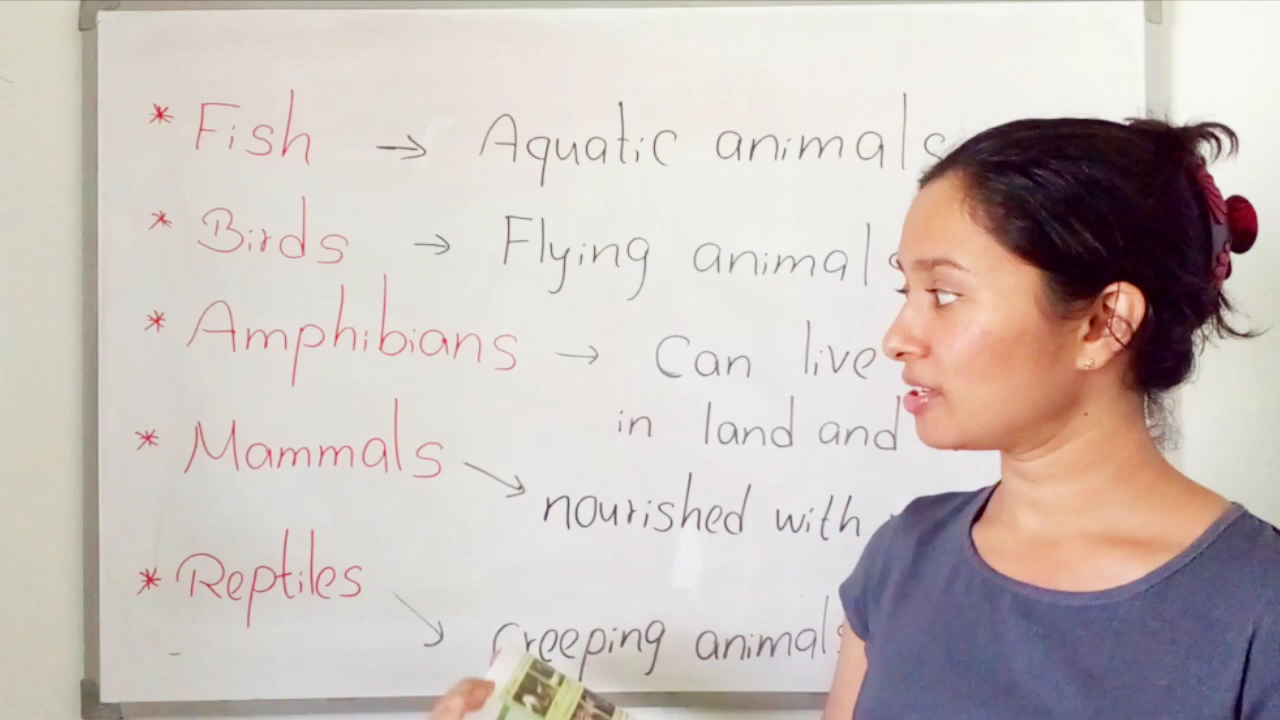 * Fish → Aquatic animals
* Birds → Flying animals
* Amphibians → Can live
in land and
* Mammals → nourished with
* Reptiles → creeping animals